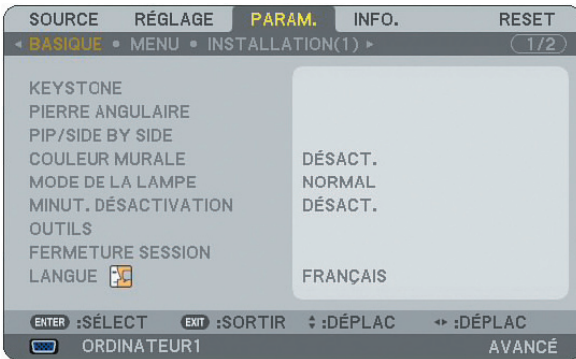 SOURCE RÉGLAGE PARAM. INFO. RESET
BASIQUE • MENU • INSTALLATION(1) 1/2
KEYSTONE
PIERRE ANGULAIRE
PIP/SIDE BY SIDE
COULEUR MURALE DÉSACT.
MODE DE LA LAMPE NORMAL
MINUT. DÉSACTIVATION DÉSACT.
OUTILS
FERMETURE SESSION
LANGUE FRANÇAIS
ENTER :SÉLECT EXIT :SORTIR :DÉPLAC :DÉPLAC
ORDINATEUR1 AVANCÉ